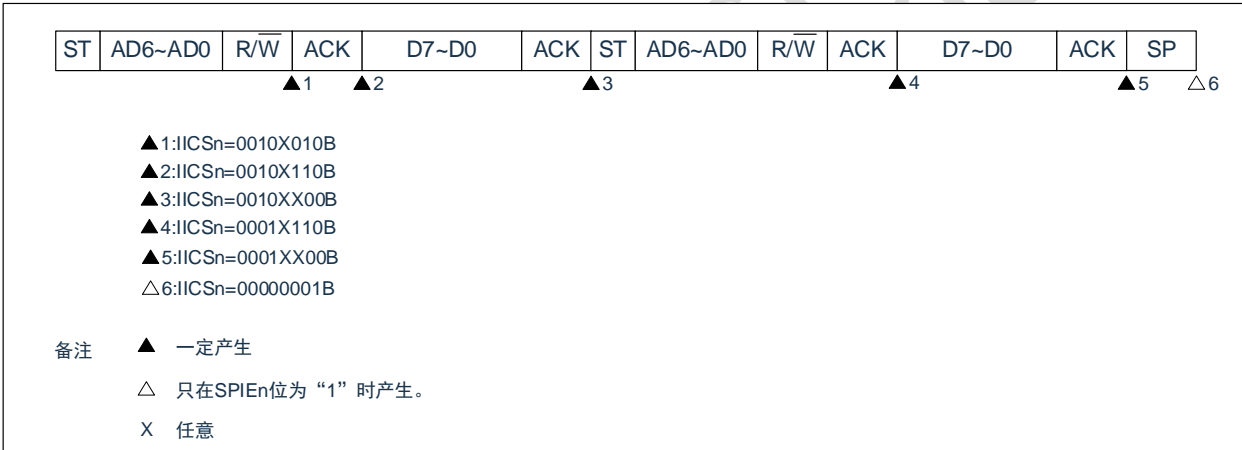 ST AD6~AD0 R/W ACK D7~D0 ACK ST AD6~AD0 R/W ACK D7~D0 ACK SP
▲1 ▲2 ▲3 ▲4 ▲5 △6
▲1:IICSn=0010X010B
▲2:IICSn=0010X110B
▲3:IICSn=0010XX00B
▲4:IICSn=0001X110B
▲5:IICSn=0001XX00B
△6:IICSn=00000001B
备注 ▲ 一定产生
△ 只在SPIEn位为“1”时产生。
X 任意